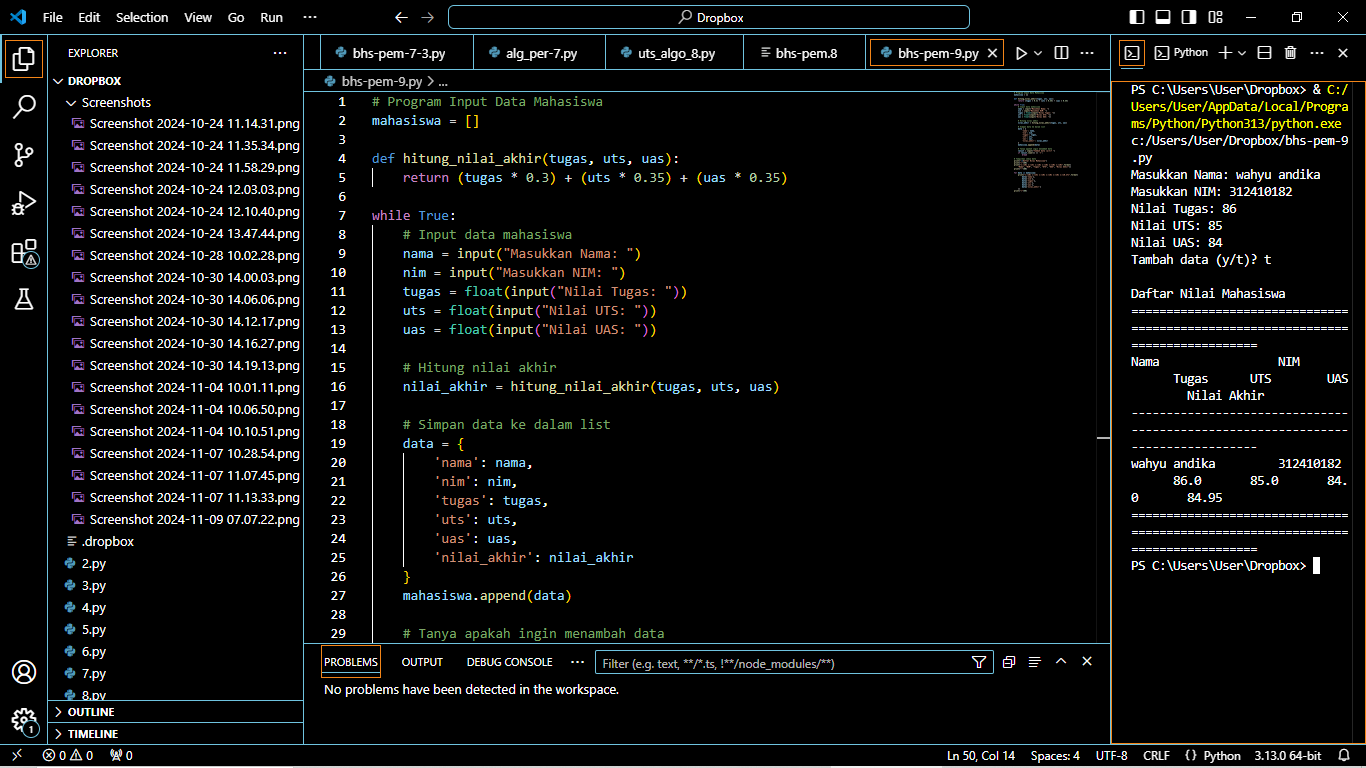 File Edit Selection View Go Run ··· Dropbox
EXPLORER ···
DROPBOX
Screenshots
Screenshot 2024-10-24 11.14.31.png
Screenshot 2024-10-24 11.35.34.png
Screenshot 2024-10-24 11.58.29.png
Screenshot 2024-10-24 12.03.03.png
Screenshot 2024-10-24 12.10.40.png
Screenshot 2024-10-24 13.47.44.png
Screenshot 2024-10-28 10.02.28.png
Screenshot 2024-10-30 14.00.03.png
Screenshot 2024-10-30 14.06.06.png
Screenshot 2024-10-30 14.12.17.png
Screenshot 2024-10-30 14.16.27.png
Screenshot 2024-10-30 14.19.13.png
Screenshot 2024-11-04 10.01.11.png
Screenshot 2024-11-04 10.06.50.png
Screenshot 2024-11-04 10.10.51.png
Screenshot 2024-11-07 10.28.54.png
Screenshot 2024-11-07 11.07.45.png
Screenshot 2024-11-07 11.13.33.png
Screenshot 2024-11-09 07.07.22.png
.dropbox
2.py
3.py
4.py
5.py
6.py
7.py
8.py
OUTLINE
TIMELINE
1
bhs-pem-7-3.py alg_per-7.py uts_algo_8.py bhs-pem.8 bhs-pem-9.py
bhs-pem-9.py > ...
1 # Program Input Data Mahasiswa
2 mahasiswa = []
3
4 def hitung_nilai_akhir(tugas, uts, uas):
5     return (tugas * 0.3) + (uts * 0.35) + (uas * 0.35)
6
7 while True:
8     # Input data mahasiswa
9     nama = input("Masukkan Nama: ")
10     nim = input("Masukkan NIM: ")
11     tugas = float(input("Nilai Tugas: "))
12     uts = float(input("Nilai UTS: "))
13     uas = float(input("Nilai UAS: "))
14
15     # Hitung nilai akhir
16     nilai_akhir = hitung_nilai_akhir(tugas, uts, uas)
17
18     # Simpan data ke dalam list
19     data = {
20         'nama': nama,
21         'nim': nim,
22         'tugas': tugas,
23         'uts': uts,
24         'uas': uas,
25         'nilai_akhir': nilai_akhir
26     }
27     mahasiswa.append(data)
28
29     # Tanya apakah ingin menambah data
PROBLEMS OUTPUT DEBUG CONSOLE ··· Filter (e.g. text, **/*.ts, !**/node_modules/**)
No problems have been detected in the workspace.
Python
PS C:\Users\User\Dropbox> & C:/
Users/User/AppData/Local/Progra
ms/Python/Python313/python.exe
c:/Users/User/Dropbox/bhs-pem-9
.py
Masukkan Nama: wahyu andika
Masukkan NIM: 312410182
Nilai Tugas: 86
Nilai UTS: 85
Nilai UAS: 84
Tambah data (y/t)? t
Daftar Nilai Mahasiswa
===============================
===============================
==================
Nama                 NIM
      Tugas      UTS        UAS
        Nilai Akhir
-------------------------------
-------------------------------
------------------
wahyu andika         312410182
      86.0       85.0       84.
0       84.95
===============================
===============================
==================
PS C:\Users\User\Dropbox>
0 0 0 Ln 50, Col 14 Spaces: 4 UTF-8 CRLF {} Python 3.13.0 64-bit